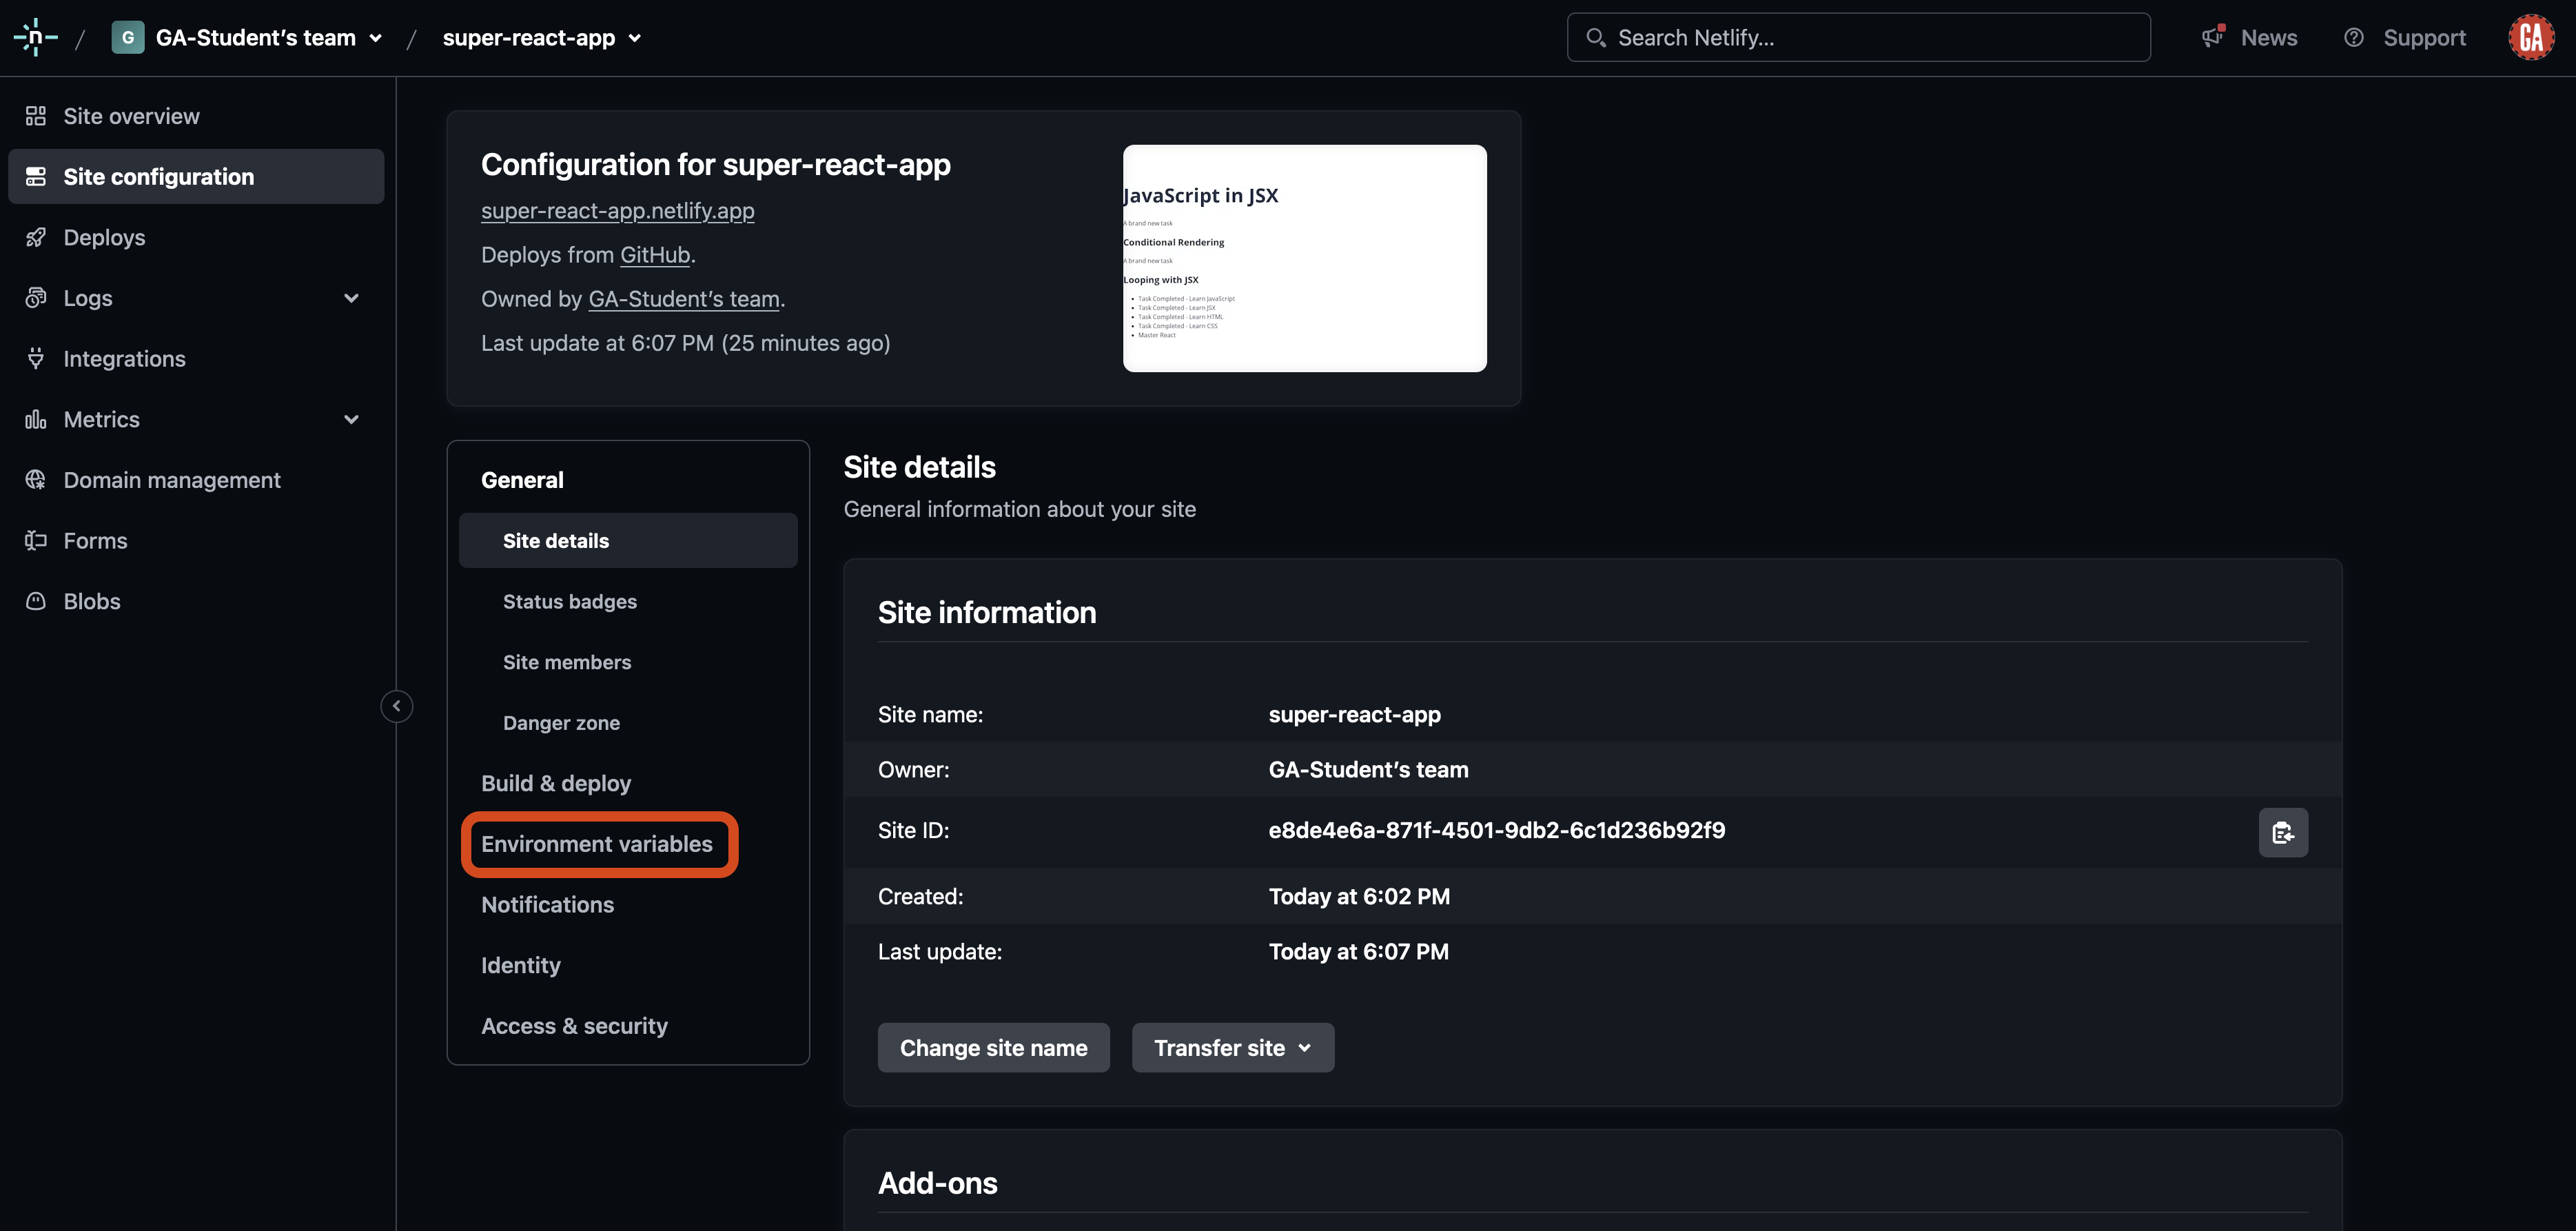 n / G GA-Student's team / super-react-app Search Netlify... News Support GA
Site overview
Site configuration
Deploys
Logs
Integrations
Metrics
Domain management
Forms
Blobs
Configuration for super-react-app
super-react-app.netlify.app
Deploys from GitHub.
Owned by GA-Student's team.
Last update at 6:07 PM (25 minutes ago)
JavaScript in JSX
A brand new task
Conditional Rendering
A brand new task
Looping with JSX
• Task Completed - Learn JavaScript
• Task Completed - Learn JSX
• Task Completed - Learn HTML
• Task Completed - Learn CSS
• Master React
General
Site details
Status badges
Site members
Danger zone
Build & deploy
Environment variables
Notifications
Identity
Access & security
Site details
General information about your site
Site information
Site name: super-react-app
Owner: GA-Student's team
Site ID: e8de4e6a-871f-4501-9db2-6c1d236b92f9
Created: Today at 6:02 PM
Last update: Today at 6:07 PM
Change site name Transfer site
Add-ons